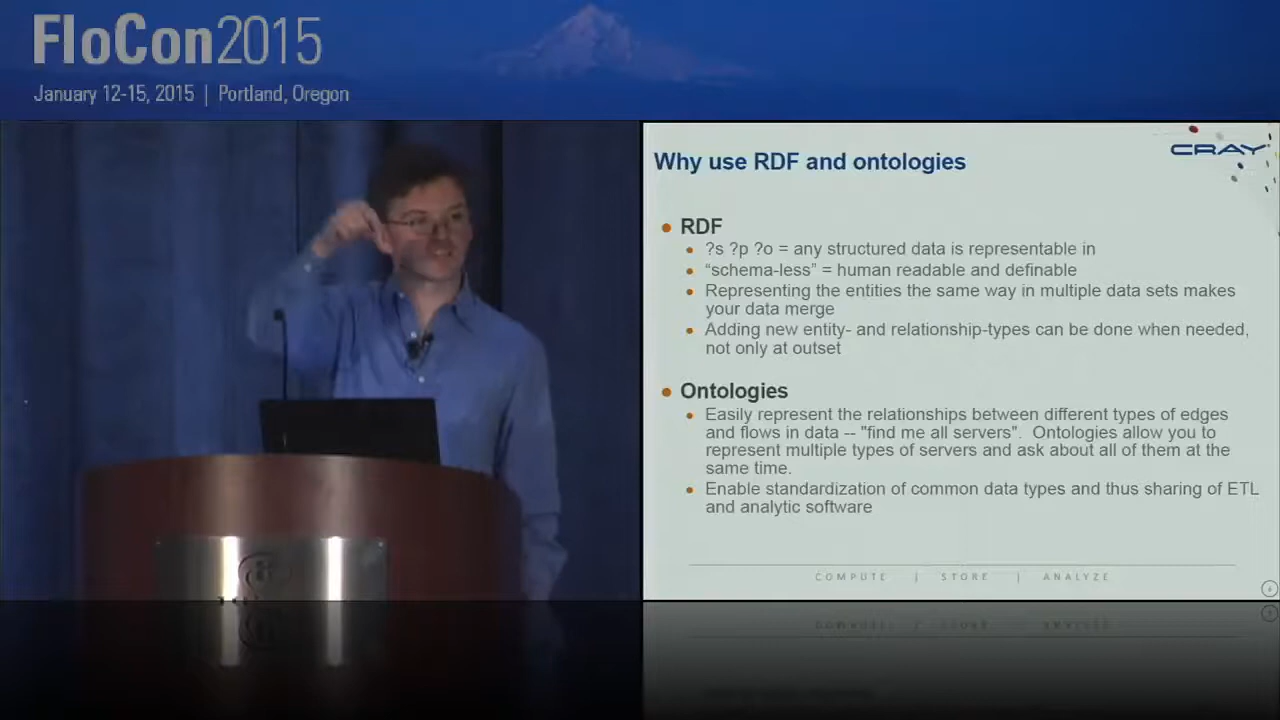 FloCon2015
January 12-15, 2015 | Portland, Oregon
CRAY
Why use RDF and ontologies
RDF
?s ?p ?o = any structured data is representable in
“schema-less” = human readable and definable
Representing the entities the same way in multiple data sets makes
your data merge
Adding new entity- and relationship-types can be done when needed,
not only at outset
Ontologies
Easily represent the relationships between different types of edges
and flows in data -- "find me all servers". Ontologies allow you to
represent multiple types of servers and ask about all of them at the
same time.
Enable standardization of common data types and thus sharing of ETL
and analytic software
COMPUTE | STORE | ANALYZE